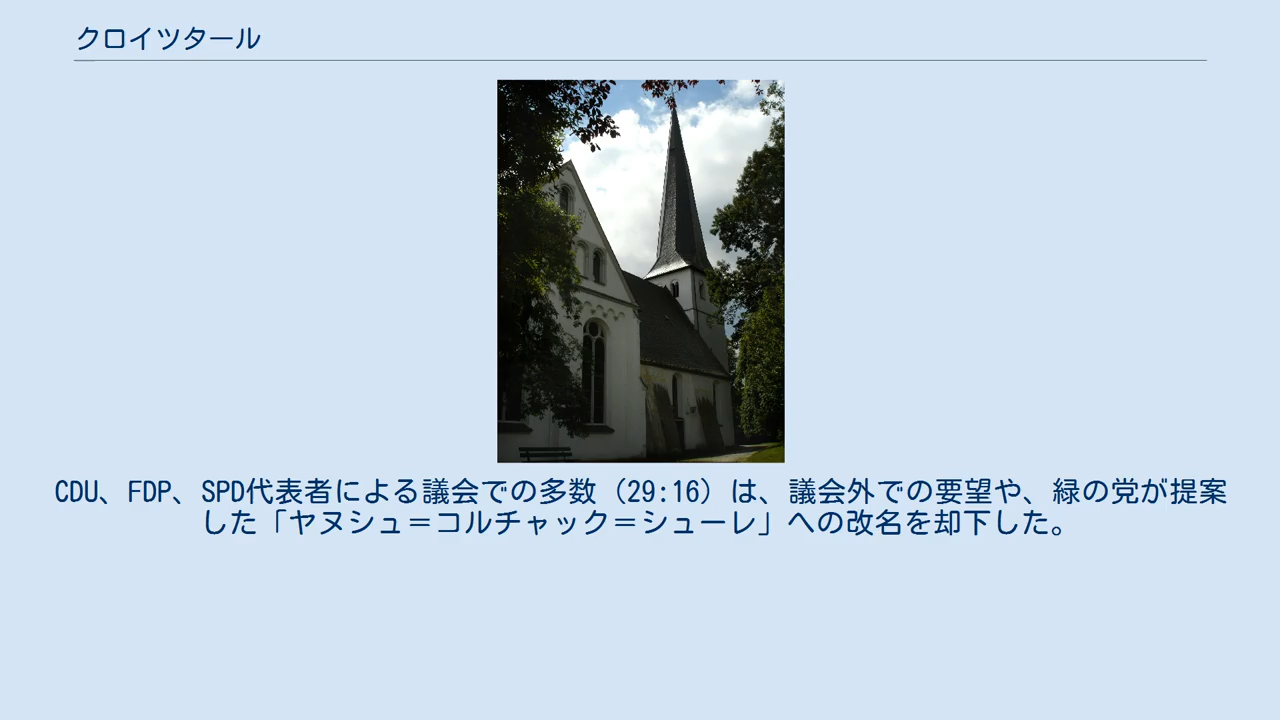 クロイツタール
CDU、FDP、SPD代表者による議会での多数（29:16）は、議会外での要望や、緑の党が提案
した「ヤヌシュ＝コルチャック＝シューレ」への改名を却下した。